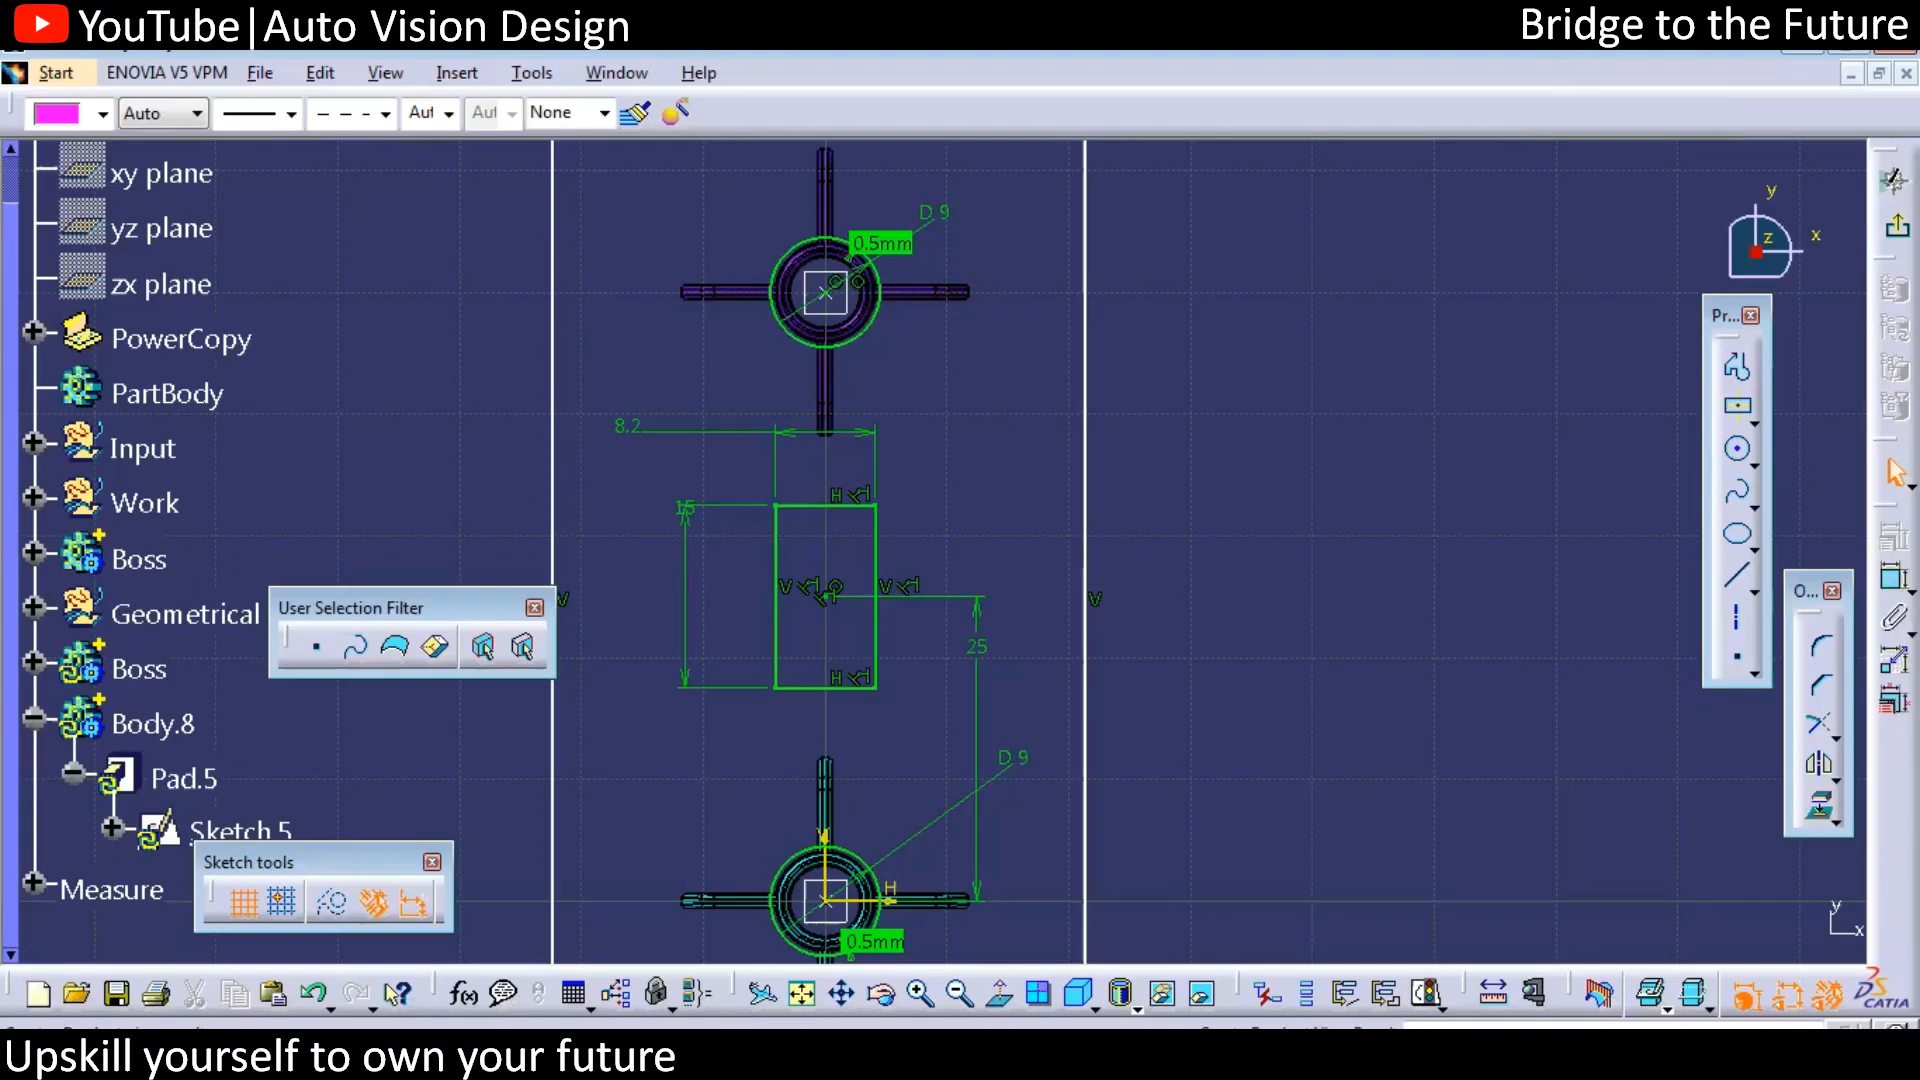 YouTube|Auto Vision Design
Bridge to the Future
Start
ENOVIA V5 VPM
File
Edit
View
Insert
Tools
Window
Help
Auto
Aut
Aut
None
xy plane
yz plane
zx plane
PowerCopy
PartBody
Input
Work
Boss
Geometrical
Boss
Body.8
Pad.5
Sketch.5
Measure
User Selection Filter
Sketch tools
D 9
0.5mm
8.2
15
H
V
V
V
V
H
25
D 9
H
0.5mm
y
x
z
Pr...
O...
y
x
f(x)
DS
CATIA
Upskill yourself to own your future